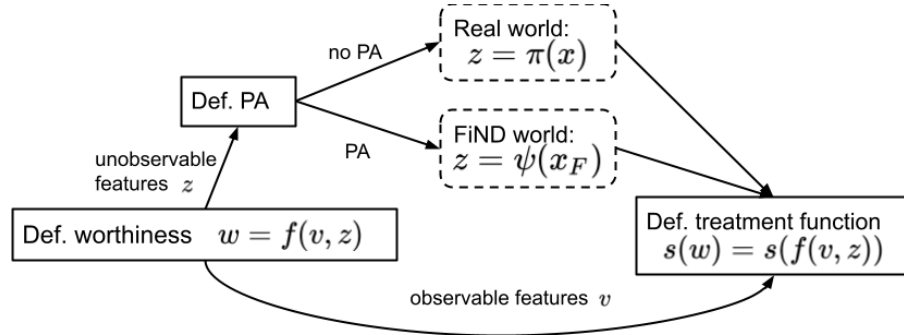 Real world:
z = π(x)
no PA
Def. PA
FiND world:
z = ψ(x_F)
PA
unobservable
features z
Def. worthiness w = f(v, z)
Def. treatment function
s(w) = s(f(v, z))
observable features v